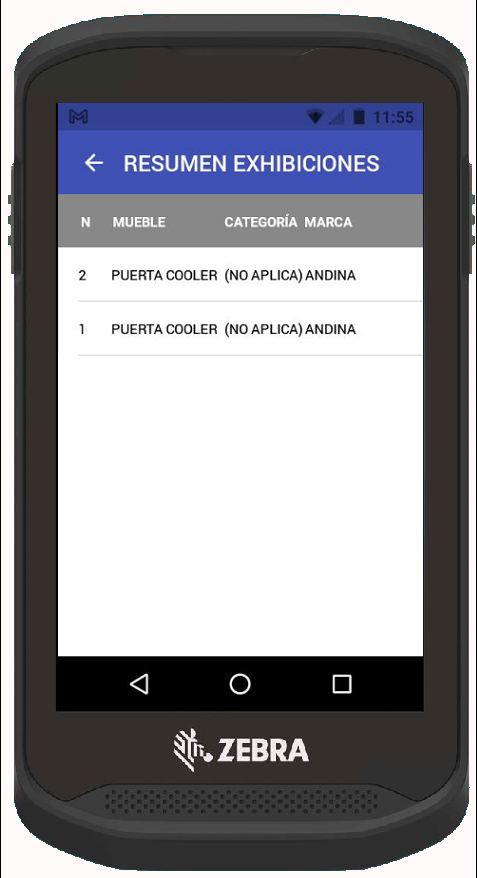 11:55
RESUMEN EXHIBICIONES
N MUEBLE CATEGORÍA MARCA
2 PUERTA COOLER (NO APLICA) ANDINA
1 PUERTA COOLER (NO APLICA) ANDINA
ZEBRA